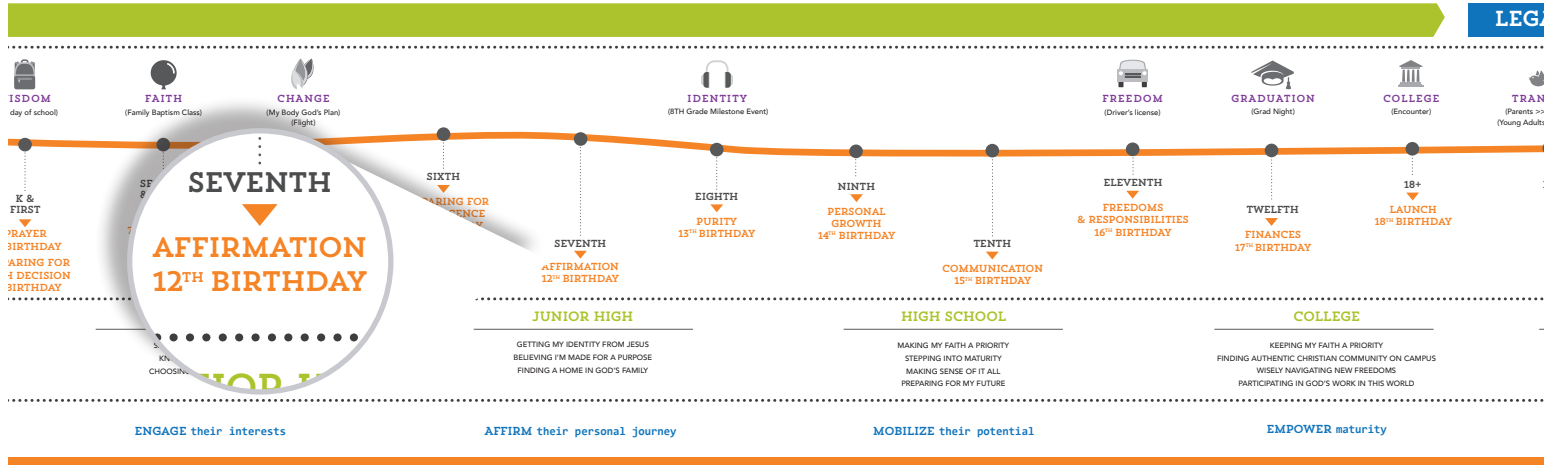 LEGA
ISDOM
day of school)
FAITH
(Family Baptism Class)
CHANGE
(My Body God's Plan)
(Flight)
IDENTITY
(8TH Grade Milestone Event)
FREEDOM
(Driver's license)
GRADUATION
(Grad Night)
COLLEGE
(Encounter)
TRAN
(Parents >>
(Young Adults
K &
FIRST
PRAYER
BIRTHDAY
PARING FOR
H DECISION
BIRTHDAY
SEVENTH
AFFIRMATION
12TH BIRTHDAY
SIXTH
ARING FOR
SEVENTH
AFFIRMATION
12TH BIRTHDAY
EIGHTH
PURITY
13TH BIRTHDAY
NINTH
PERSONAL
GROWTH
14TH BIRTHDAY
TENTH
COMMUNICATION
15TH BIRTHDAY
ELEVENTH
FREEDOMS
& RESPONSIBILITIES
16TH BIRTHDAY
TWELFTH
FINANCES
17TH BIRTHDAY
18+
LAUNCH
18TH BIRTHDAY
JUNIOR HIGH
GETTING MY IDENTITY FROM JESUS
BELIEVING I'M MADE FOR A PURPOSE
FINDING A HOME IN GOD'S FAMILY
HIGH SCHOOL
MAKING MY FAITH A PRIORITY
STEPPING INTO MATURITY
MAKING SENSE OF IT ALL
PREPARING FOR MY FUTURE
COLLEGE
KEEPING MY FAITH A PRIORITY
FINDING AUTHENTIC CHRISTIAN COMMUNITY ON CAMPUS
WISELY NAVIGATING NEW FREEDOMS
PARTICIPATING IN GOD'S WORK IN THIS WORLD
ENGAGE their interests
AFFIRM their personal journey
MOBILIZE their potential
EMPOWER maturity